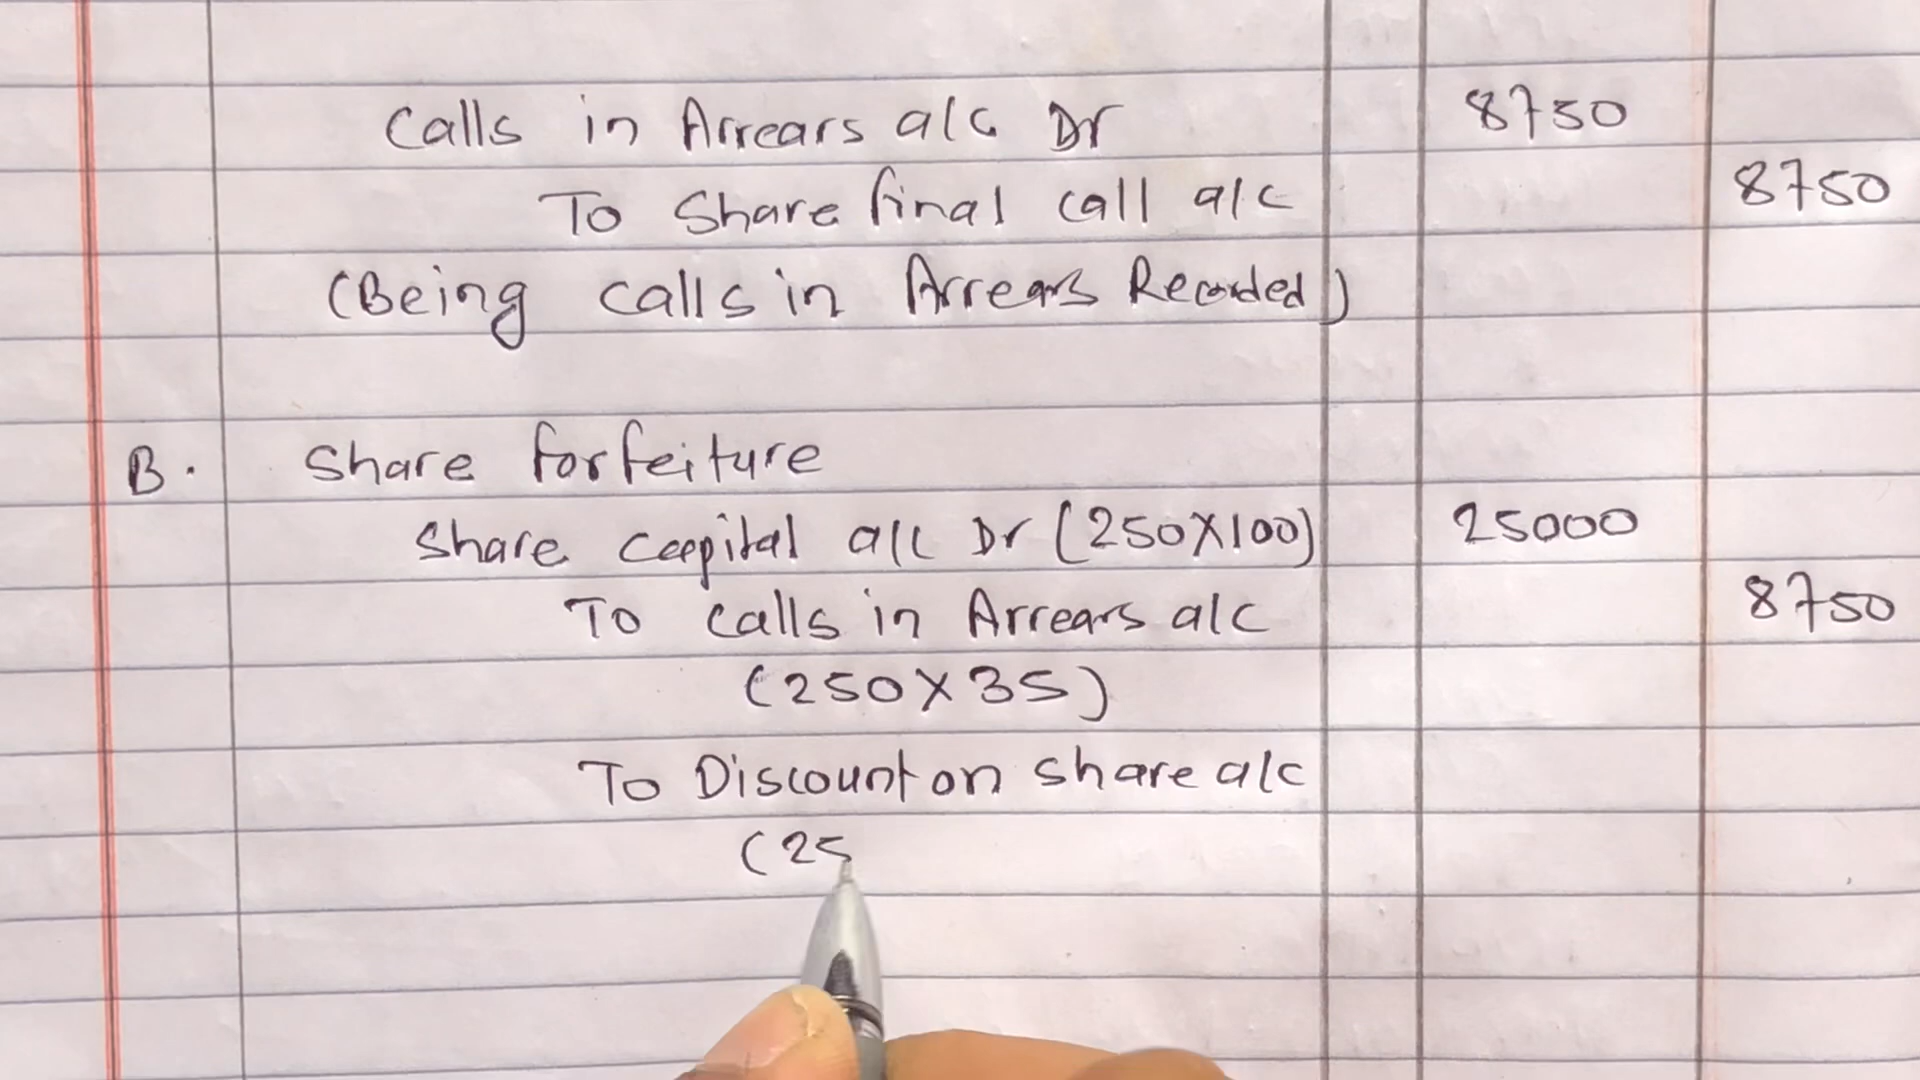 Calls in Arrears a/c Dr 8750
To Share final call a/c 8750
(Being calls in Arrears Recorded)
B. Share forfeiture
Share Capital a/c Dr (250X100) 25000
To calls in Arrears a/c 8750
(250X35)
To Discount on share a/c
(25